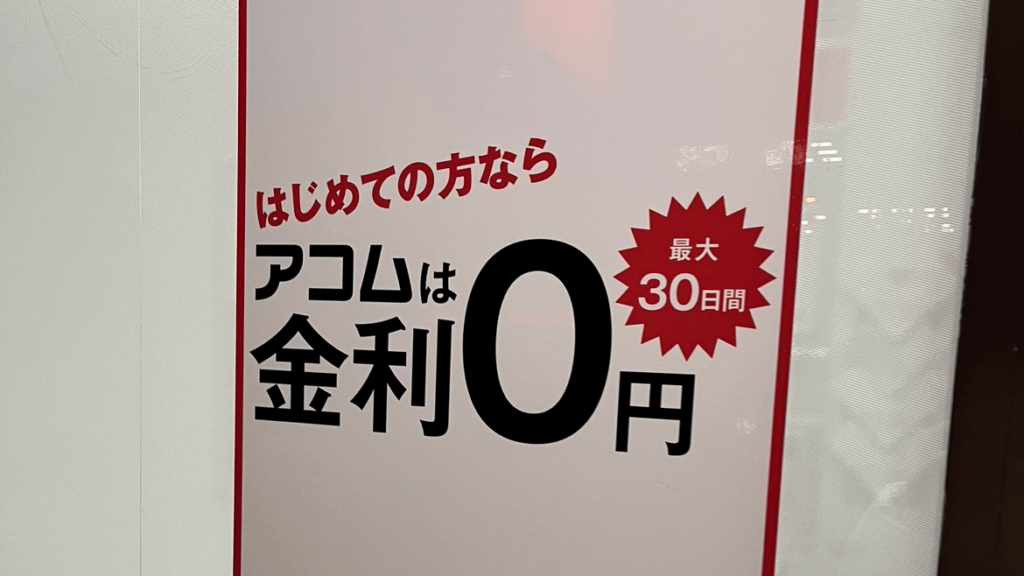 はじめての方なら
アコムは
金利0円
最大
30日間